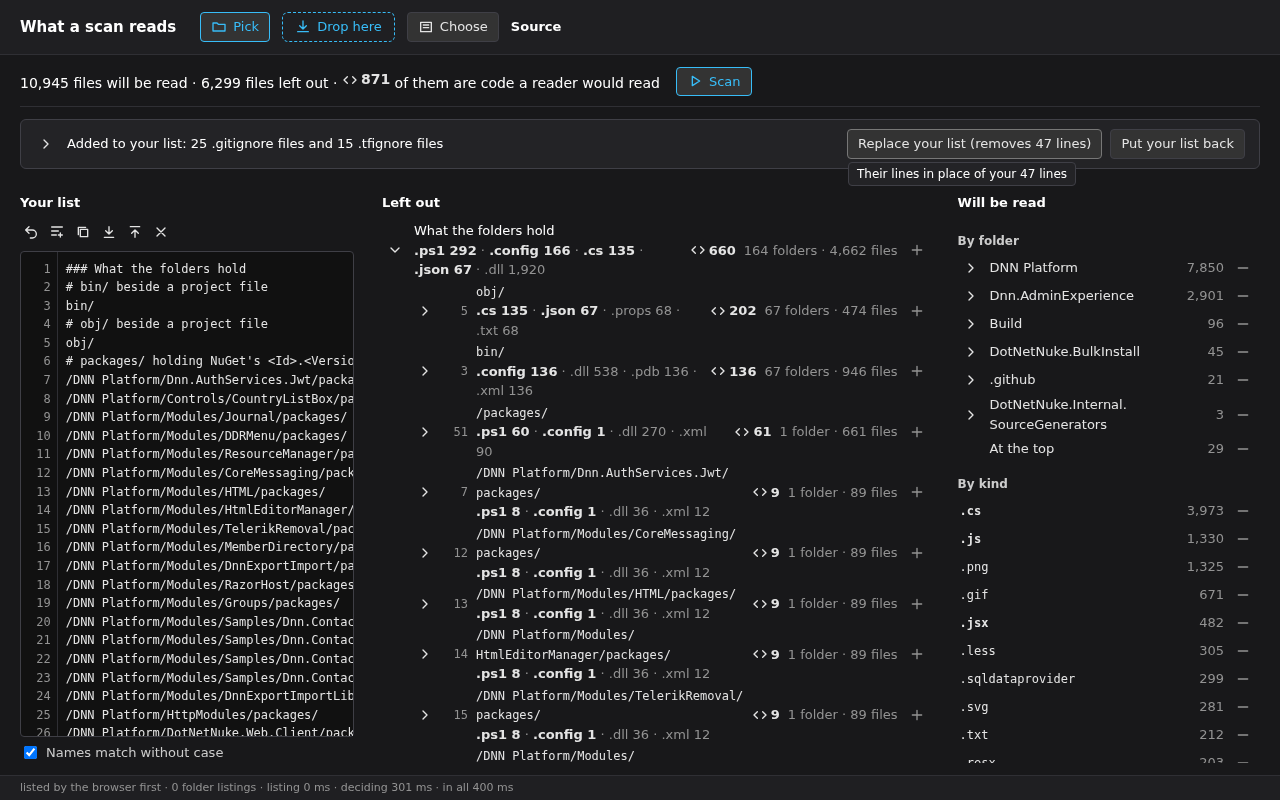 What a scan reads
Pick
Drop here
Choose
Source
10,945 files will be read · 6,299 files left out · <> 871 of them are code a reader would read
Scan
Added to your list: 25 .gitignore files and 15 .tfignore files
Replace your list (removes 47 lines)
Put your list back
Their lines in place of your 47 lines
Your list
1 ### What the folders hold
2 # bin/ beside a project file
3 bin/
4 # obj/ beside a project file
5 obj/
6 # packages/ holding NuGet's <Id>.<Versio
7 /DNN Platform/Dnn.AuthServices.Jwt/packa
8 /DNN Platform/Controls/CountryListBox/pa
9 /DNN Platform/Modules/Journal/packages/
10 /DNN Platform/Modules/DDRMenu/packages/
11 /DNN Platform/Modules/ResourceManager/pa
12 /DNN Platform/Modules/CoreMessaging/pack
13 /DNN Platform/Modules/HTML/packages/
14 /DNN Platform/Modules/HtmlEditorManager/
15 /DNN Platform/Modules/TelerikRemoval/pac
16 /DNN Platform/Modules/MemberDirectory/pa
17 /DNN Platform/Modules/DnnExportImport/pa
18 /DNN Platform/Modules/RazorHost/packages
19 /DNN Platform/Modules/Groups/packages/
20 /DNN Platform/Modules/Samples/Dnn.Contac
21 /DNN Platform/Modules/Samples/Dnn.Contac
22 /DNN Platform/Modules/Samples/Dnn.Contac
23 /DNN Platform/Modules/Samples/Dnn.Contac
24 /DNN Platform/Modules/DnnExportImportLib
25 /DNN Platform/HttpModules/packages/
26 /DNN Platform/DotNetNuke.Web.Client/pack
Names match without case
Left out
What the folders hold
.ps1 292 · .config 166 · .cs 135 ·
.json 67 · .dll 1,920
<> 660 164 folders · 4,662 files
obj/
5 .cs 135 · .json 67 · .props 68 ·
.txt 68
<> 202 67 folders · 474 files
bin/
3 .config 136 · .dll 538 · .pdb 136 ·
.xml 136
<> 136 67 folders · 946 files
/packages/
51 .ps1 60 · .config 1 · .dll 270 · .xml
90
<> 61 1 folder · 661 files
/DNN Platform/Dnn.AuthServices.Jwt/
7 packages/
.ps1 8 · .config 1 · .dll 36 · .xml 12
<> 9 1 folder · 89 files
/DNN Platform/Modules/CoreMessaging/
12 packages/
.ps1 8 · .config 1 · .dll 36 · .xml 12
<> 9 1 folder · 89 files
/DNN Platform/Modules/HTML/packages/
13 .ps1 8 · .config 1 · .dll 36 · .xml 12
<> 9 1 folder · 89 files
/DNN Platform/Modules/
14 HtmlEditorManager/packages/
.ps1 8 · .config 1 · .dll 36 · .xml 12
<> 9 1 folder · 89 files
/DNN Platform/Modules/TelerikRemoval/
15 packages/
.ps1 8 · .config 1 · .dll 36 · .xml 12
<> 9 1 folder · 89 files
/DNN Platform/Modules/
Will be read
By folder
DNN Platform 7,850
Dnn.AdminExperience 2,901
Build 96
DotNetNuke.BulkInstall 45
.github 21
DotNetNuke.Internal.
SourceGenerators 3
At the top 29
By kind
.cs 3,973
.js 1,330
.png 1,325
.gif 671
.jsx 482
.less 305
.sqldataprovider 299
.svg 281
.txt 212
.resx 203
listed by the browser first · 0 folder listings · listing 0 ms · deciding 301 ms · in all 400 ms